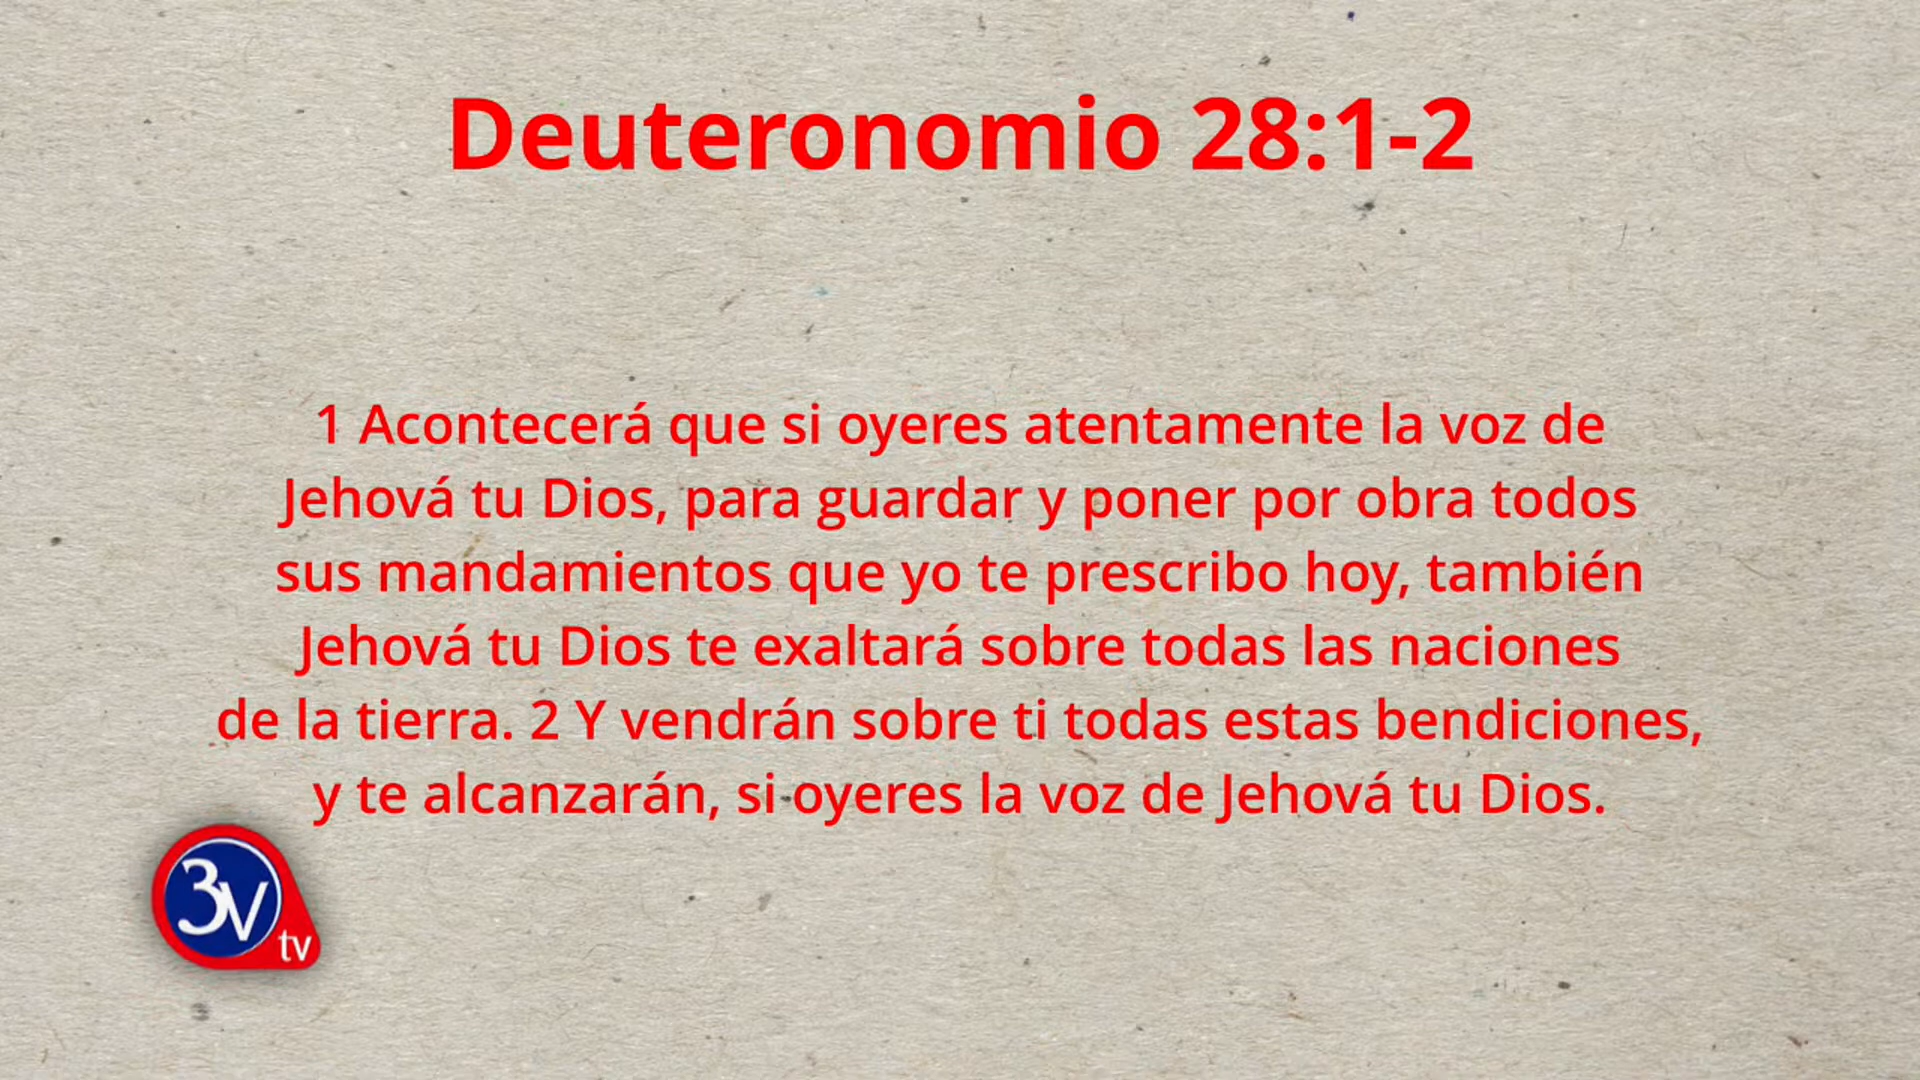 Deuteronomio 28:1-2
1 Acontecerá que si oyeres atentamente la voz de
Jehová tu Dios, para guardar y poner por obra todos
sus mandamientos que yo te prescribo hoy, también
Jehová tu Dios te exaltará sobre todas las naciones
de la tierra. 2 Y vendrán sobre ti todas estas bendiciones,
y te alcanzarán, si oyeres la voz de Jehová tu Dios.
3V
tv